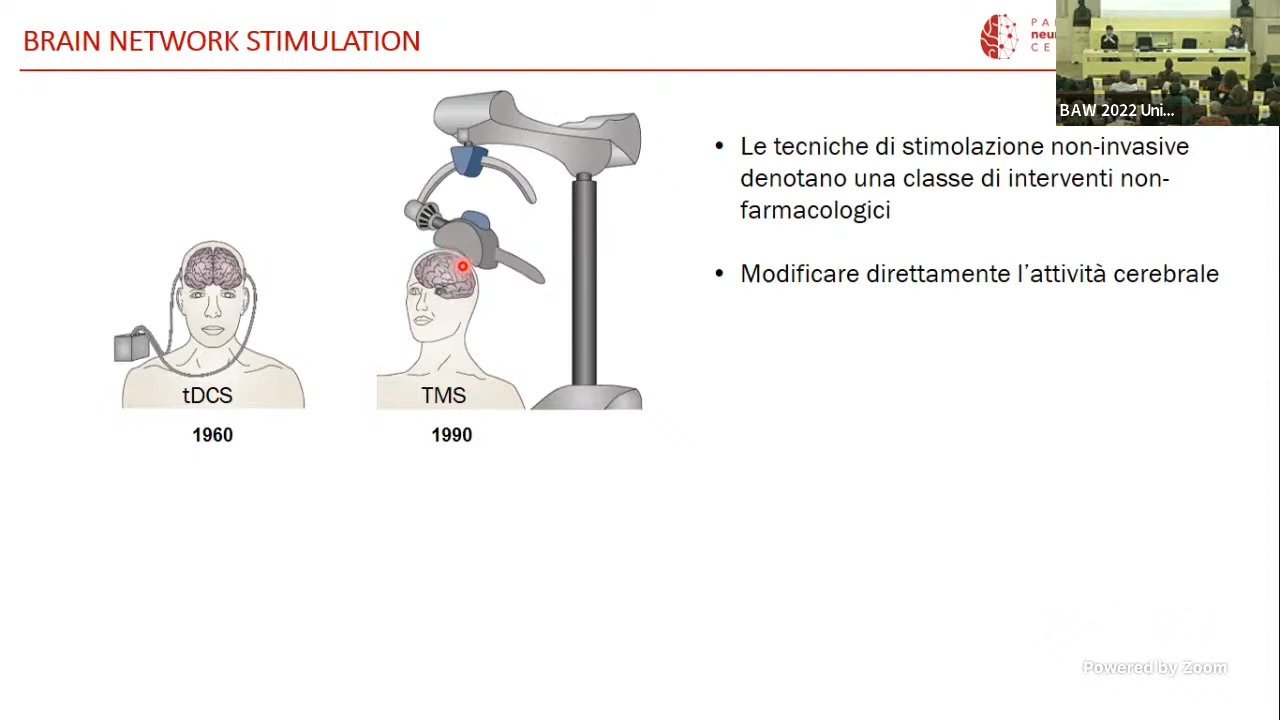 BRAIN NETWORK STIMULATION
BAW 2022 Uni...
• Le tecniche di stimolazione non-invasive
denotano una classe di interventi non-
farmacologici
• Modificare direttamente l’attività cerebrale
tDCS
TMS
1960
1990
Powered by Zoom